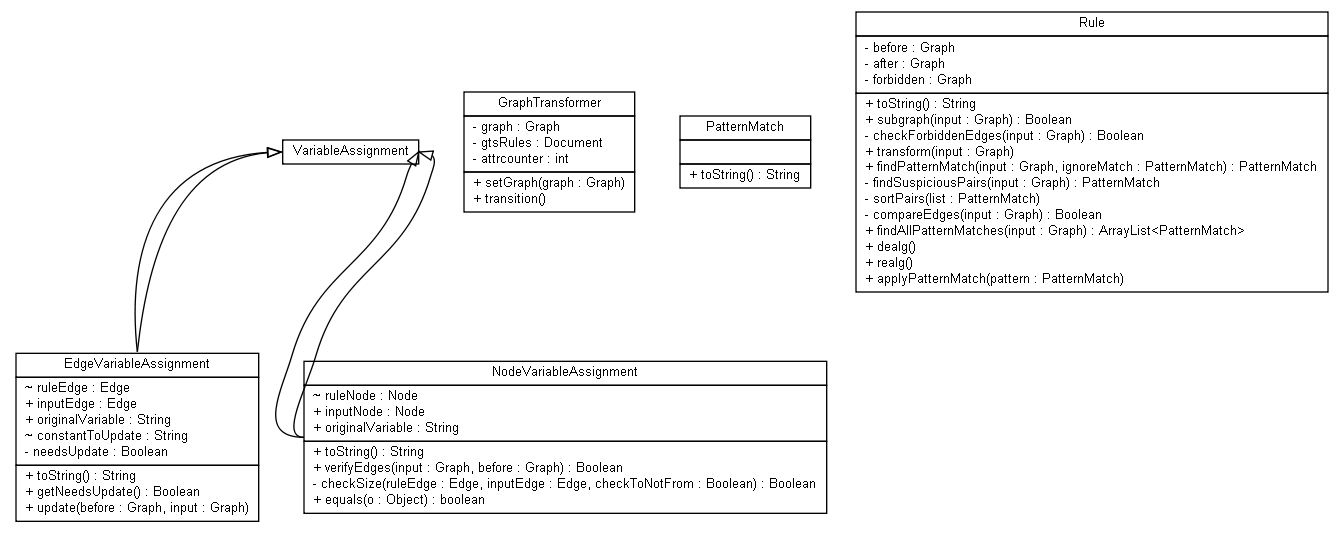 VariableAssignment
GraphTransformer
- graph : Graph
- gtsRules : Document
- attrcounter : int
+ setGraph(graph : Graph)
+ transition()
PatternMatch
+ toString() : String
Rule
- before : Graph
- after : Graph
- forbidden : Graph
+ toString() : String
+ subgraph(input : Graph) : Boolean
- checkForbiddenEdges(input : Graph) : Boolean
+ transform(input : Graph)
+ findPatternMatch(input : Graph, ignoreMatch : PatternMatch) : PatternMatch
- findSuspiciousPairs(input : Graph) : PatternMatch
- sortPairs(list : PatternMatch)
- compareEdges(input : Graph) : Boolean
+ findAllPatternMatches(input : Graph) : ArrayList<PatternMatch>
+ dealg()
+ realg()
+ applyPatternMatch(pattern : PatternMatch)
EdgeVariableAssignment
~ ruleEdge : Edge
+ inputEdge : Edge
+ originalVariable : String
~ constantToUpdate : String
- needsUpdate : Boolean
+ toString() : String
+ getNeedsUpdate() : Boolean
+ update(before : Graph, input : Graph)
NodeVariableAssignment
~ ruleNode : Node
+ inputNode : Node
+ originalVariable : String
+ toString() : String
+ verifyEdges(input : Graph, before : Graph) : Boolean
- checkSize(ruleEdge : Edge, inputEdge : Edge, checkToNotFrom : Boolean) : Boolean
+ equals(o : Object) : boolean